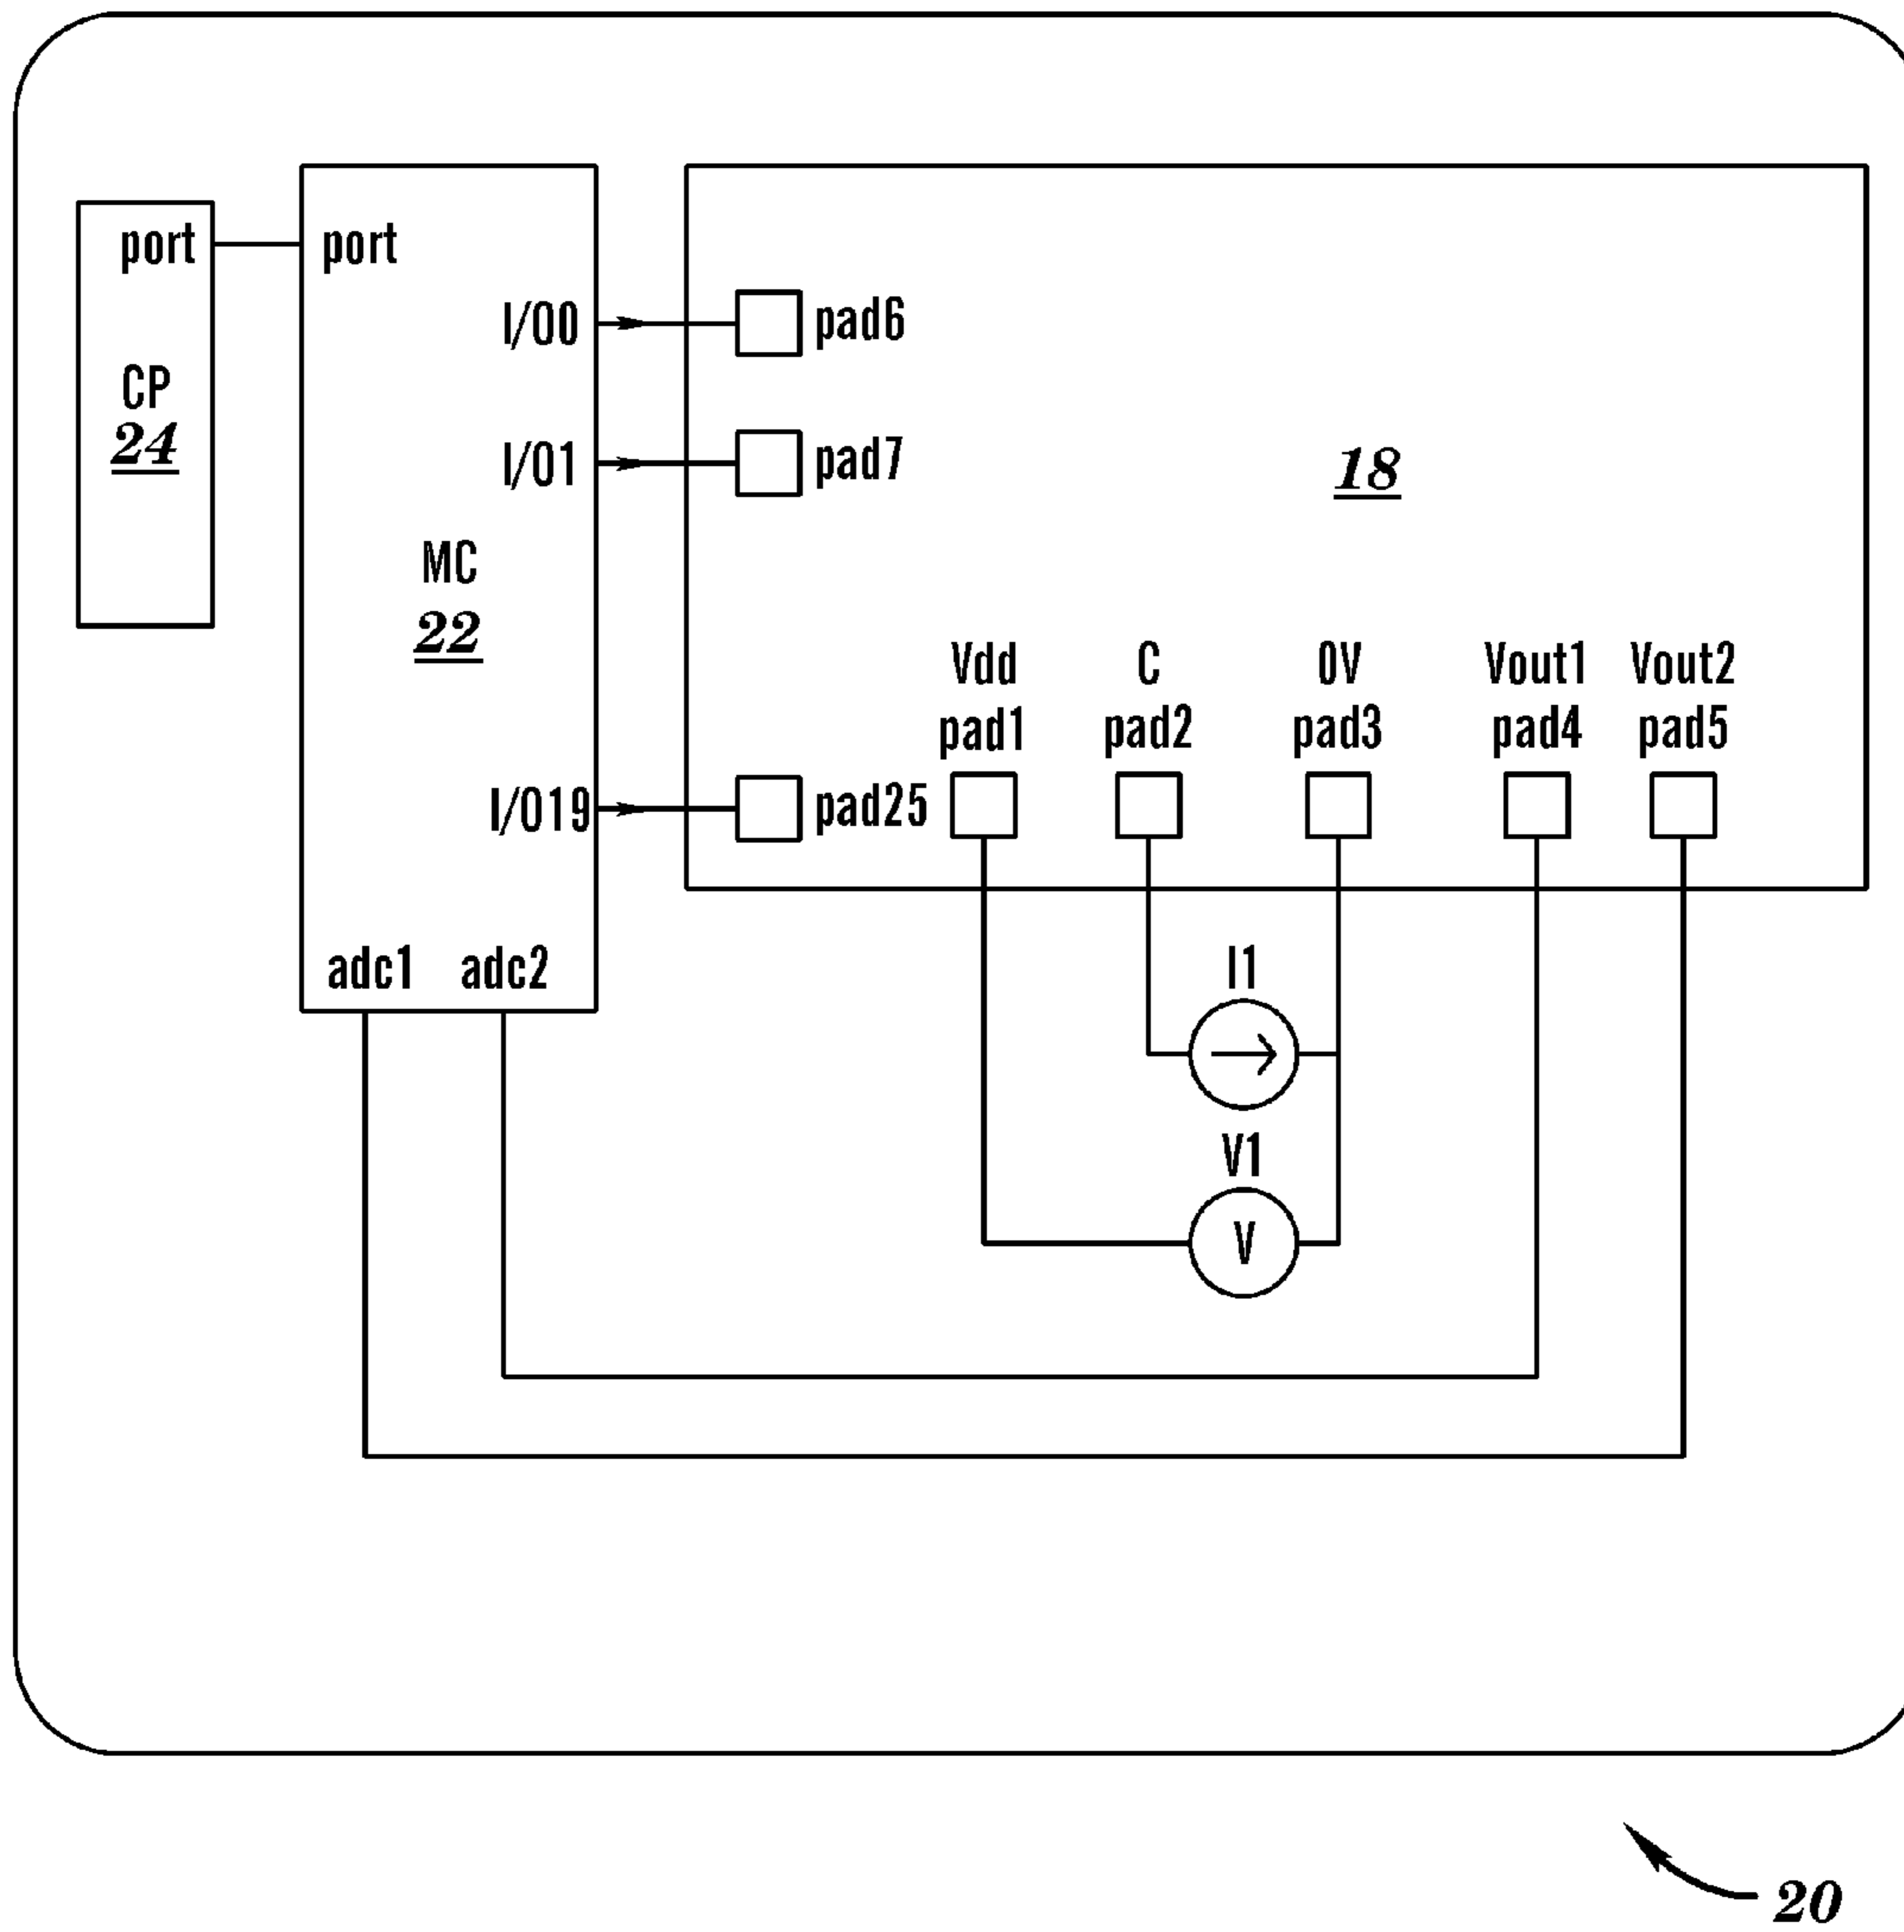 port
port
I/O0
pad6
CP
24
I/O1
pad7
18
MC
22
Vdd
pad1
C
pad2
0V
pad3
Vout1
pad4
Vout2
pad5
I/O19
pad25
adc1
adc2
I1
V1
V
20